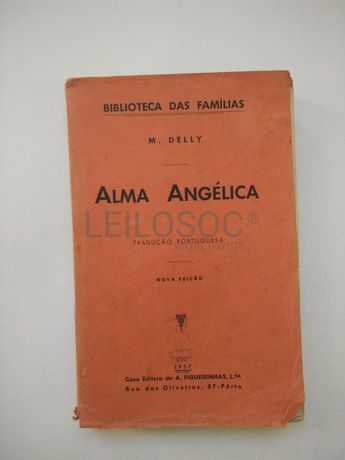 BIBLIOTECA DAS FAMÍLIAS
M. DELLY
ALMA ANGÉLICA
LEILOSOC®
WORLDWIDE
TRADUÇÃO PORTUGUESA
NOVA EDIÇÃO
1937
Casa Editora de A. FIGUEIRINHAS, L.DA
Rua das Oliveiras, 87-Pôrto